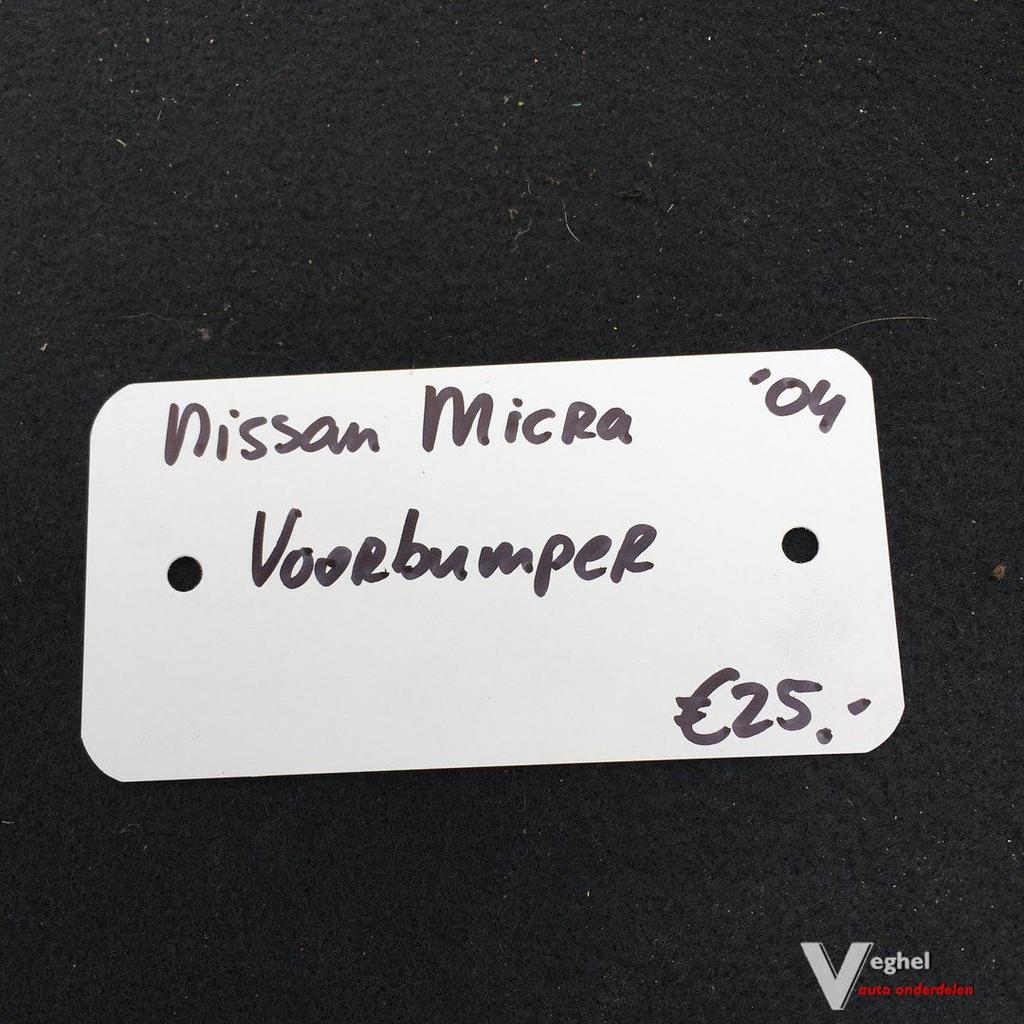 Nissan Micra '04
Voorbumper
€25.-
Veghel
auto onderdelen